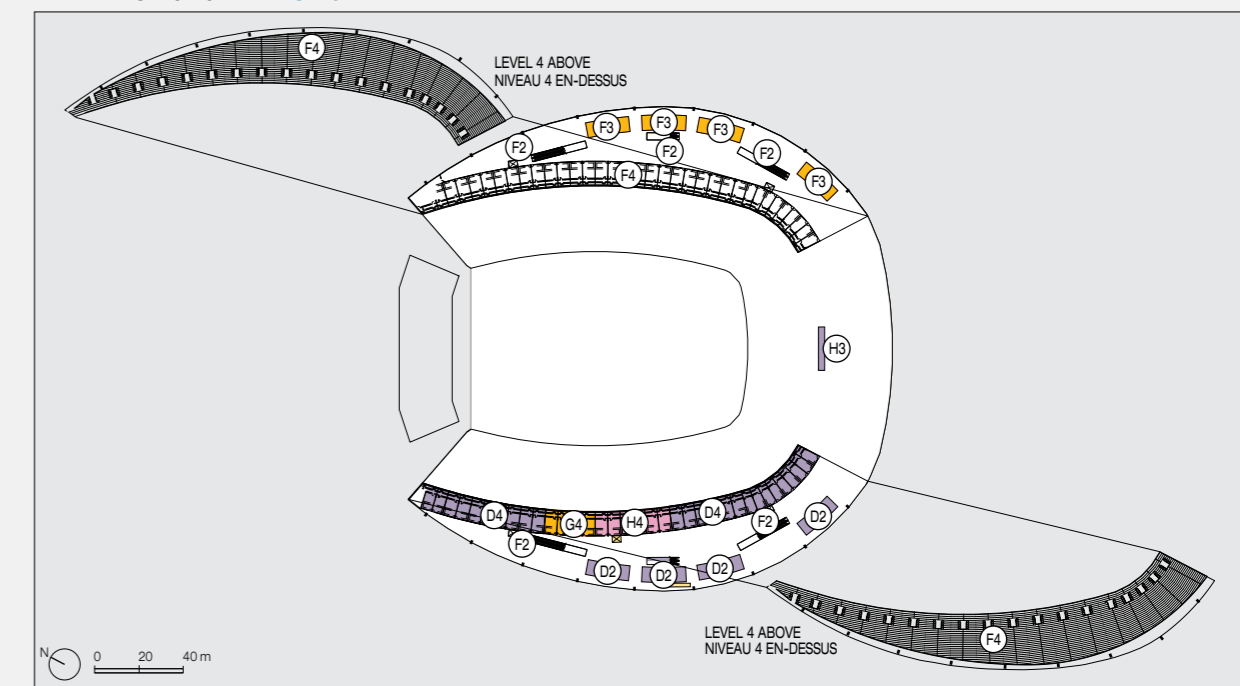 F4
LEVEL 4 ABOVE
NIVEAU 4 EN-DESSUS
F3
F3
F3
F2
F2
F2
F3
F4
H3
D4
G4
H4
D4
F2
D2
F2
D2
D2
D2
F4
LEVEL 4 ABOVE
NIVEAU 4 EN-DESSUS
N
0 20 40 m